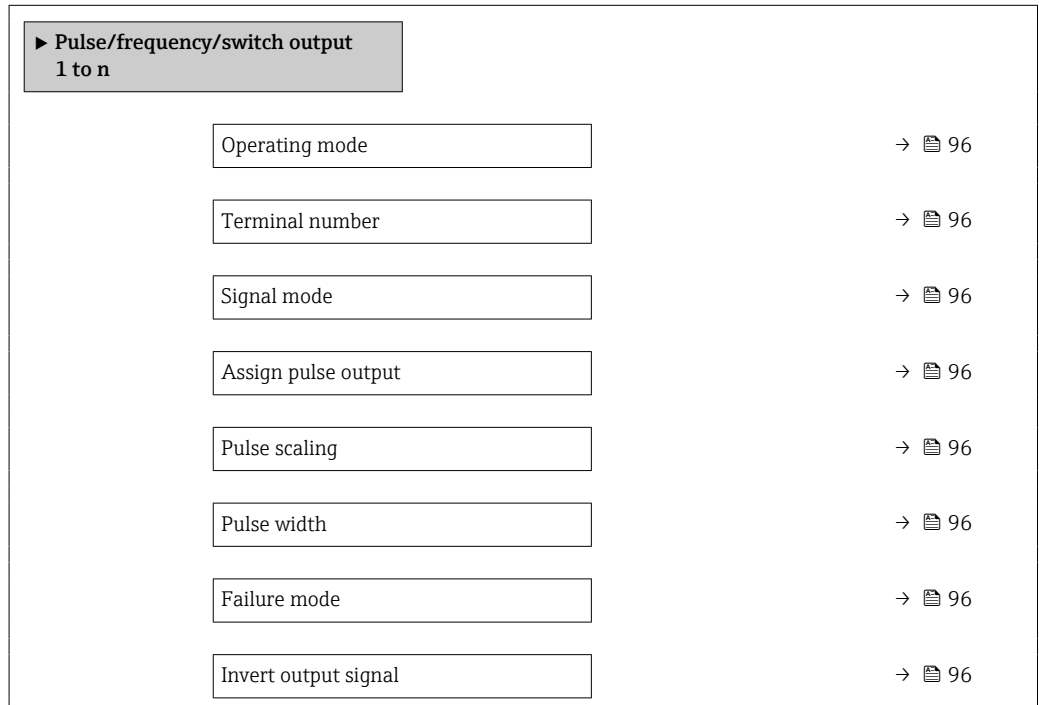 ▶ Pulse/frequency/switch output
1 to n
Operating mode → 96
Terminal number → 96
Signal mode → 96
Assign pulse output → 96
Pulse scaling → 96
Pulse width → 96
Failure mode → 96
Invert output signal → 96